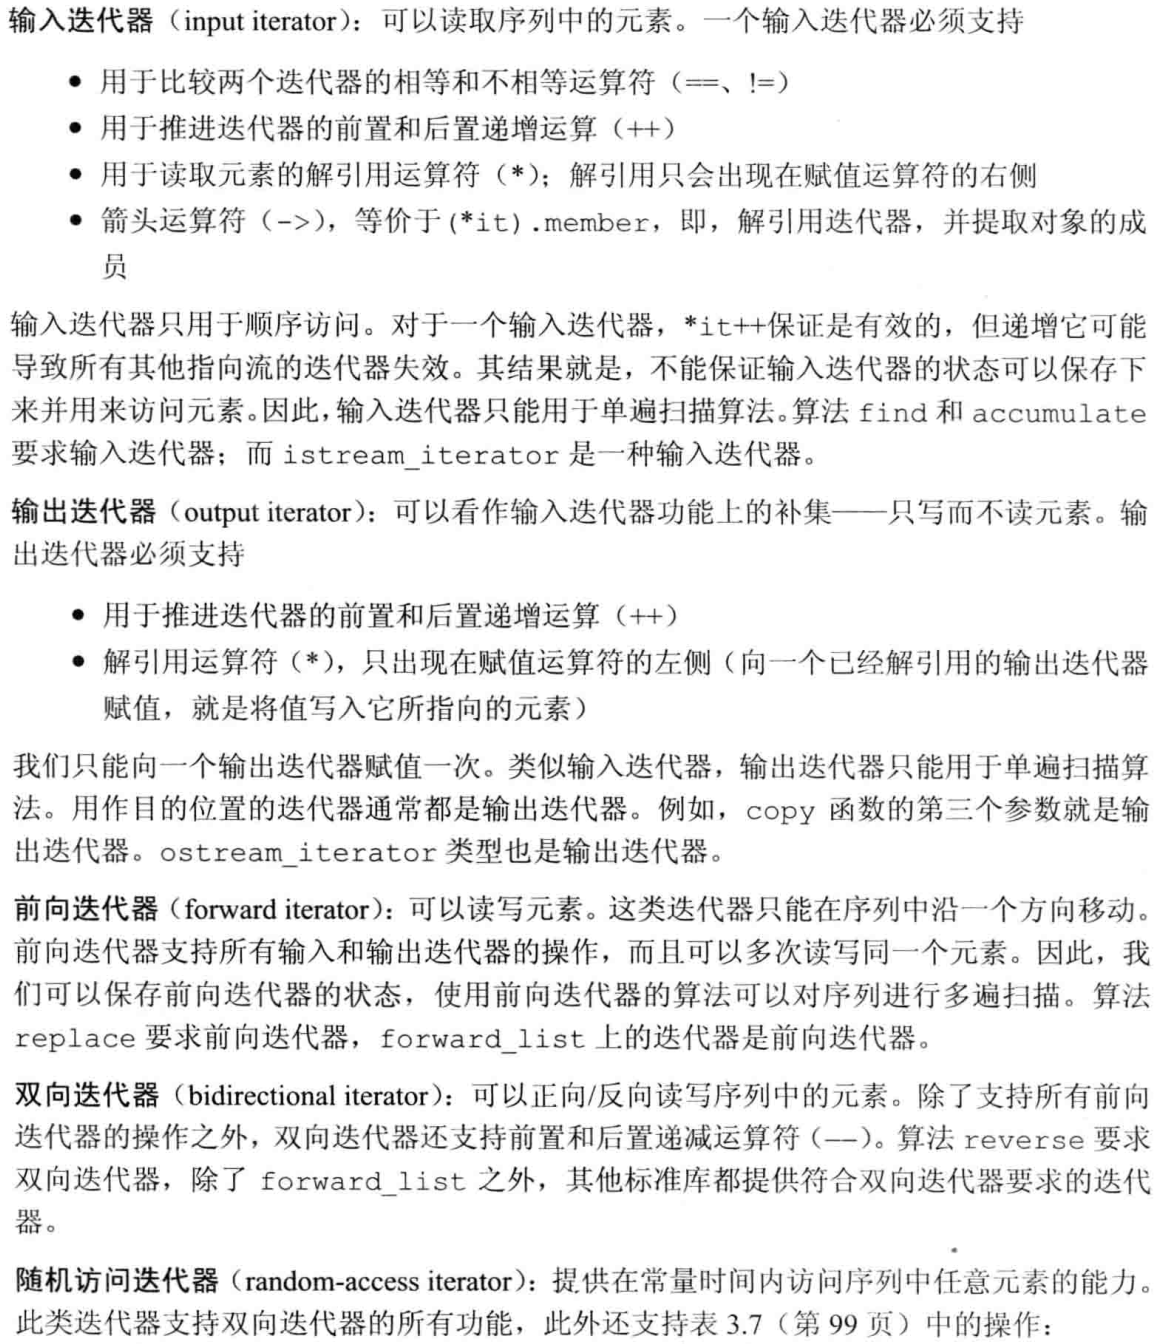 输入迭代器（input iterator）：可以读取序列中的元素。一个输入迭代器必须支持
● 用于比较两个迭代器的相等和不相等运算符（==、!=）
● 用于推进迭代器的前置和后置递增运算（++）
● 用于读取元素的解引用运算符（*）；解引用只会出现在赋值运算符的右侧
● 箭头运算符（->），等价于(*it).member，即，解引用迭代器，并提取对象的成
员
输入迭代器只用于顺序访问。对于一个输入迭代器，*it++保证是有效的，但递增它可能
导致所有其他指向流的迭代器失效。其结果就是，不能保证输入迭代器的状态可以保存下
来并用来访问元素。因此，输入迭代器只能用于单遍扫描算法。算法 find 和 accumulate
要求输入迭代器；而 istream_iterator 是一种输入迭代器。
输出迭代器（output iterator）：可以看作输入迭代器功能上的补集——只写而不读元素。输
出迭代器必须支持
● 用于推进迭代器的前置和后置递增运算（++）
● 解引用运算符（*），只出现在赋值运算符的左侧（向一个已经解引用的输出迭代器
赋值，就是将值写入它所指向的元素）
我们只能向一个输出迭代器赋值一次。类似输入迭代器，输出迭代器只能用于单遍扫描算
法。用作目的位置的迭代器通常都是输出迭代器。例如，copy 函数的第三个参数就是输
出迭代器。ostream_iterator 类型也是输出迭代器。
前向迭代器（forward iterator）：可以读写元素。这类迭代器只能在序列中沿一个方向移动。
前向迭代器支持所有输入和输出迭代器的操作，而且可以多次读写同一个元素。因此，我
们可以保存前向迭代器的状态，使用前向迭代器的算法可以对序列进行多遍扫描。算法
replace 要求前向迭代器，forward_list 上的迭代器是前向迭代器。
双向迭代器（bidirectional iterator）：可以正向/反向读写序列中的元素。除了支持所有前向
迭代器的操作之外，双向迭代器还支持前置和后置递减运算符（--）。算法 reverse 要求
双向迭代器，除了 forward_list 之外，其他标准库都提供符合双向迭代器要求的迭代
器。
随机访问迭代器（random-access iterator）：提供在常量时间内访问序列中任意元素的能力。
此类迭代器支持双向迭代器的所有功能，此外还支持表 3.7（第 99 页）中的操作：